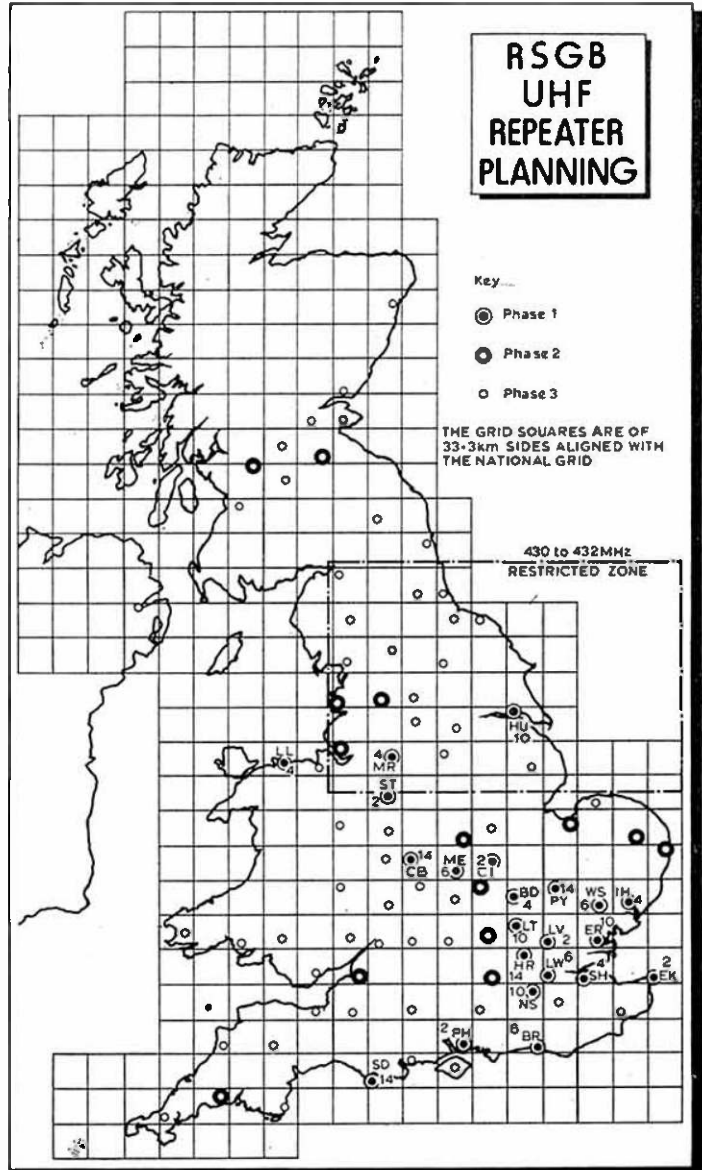 RSGB
UHF
REPEATER
PLANNING
Key
Phase 1
Phase 2
Phase 3
THE GRID SQUARES ARE OF
33·3km SIDES ALIGNED WITH
THE NATIONAL GRID
430 to 432MHz
RESTRICTED ZONE
HU
10
LL
4
4
MR
ST
2
14
CB
ME
6
2
CI
BD
4
14
PY
WS
6
IH
4
LT
10
LV
2
ER
10
HR
14
LW
6
4
SH
2
EK
10
NS
2
PH
6
BR
SD
14